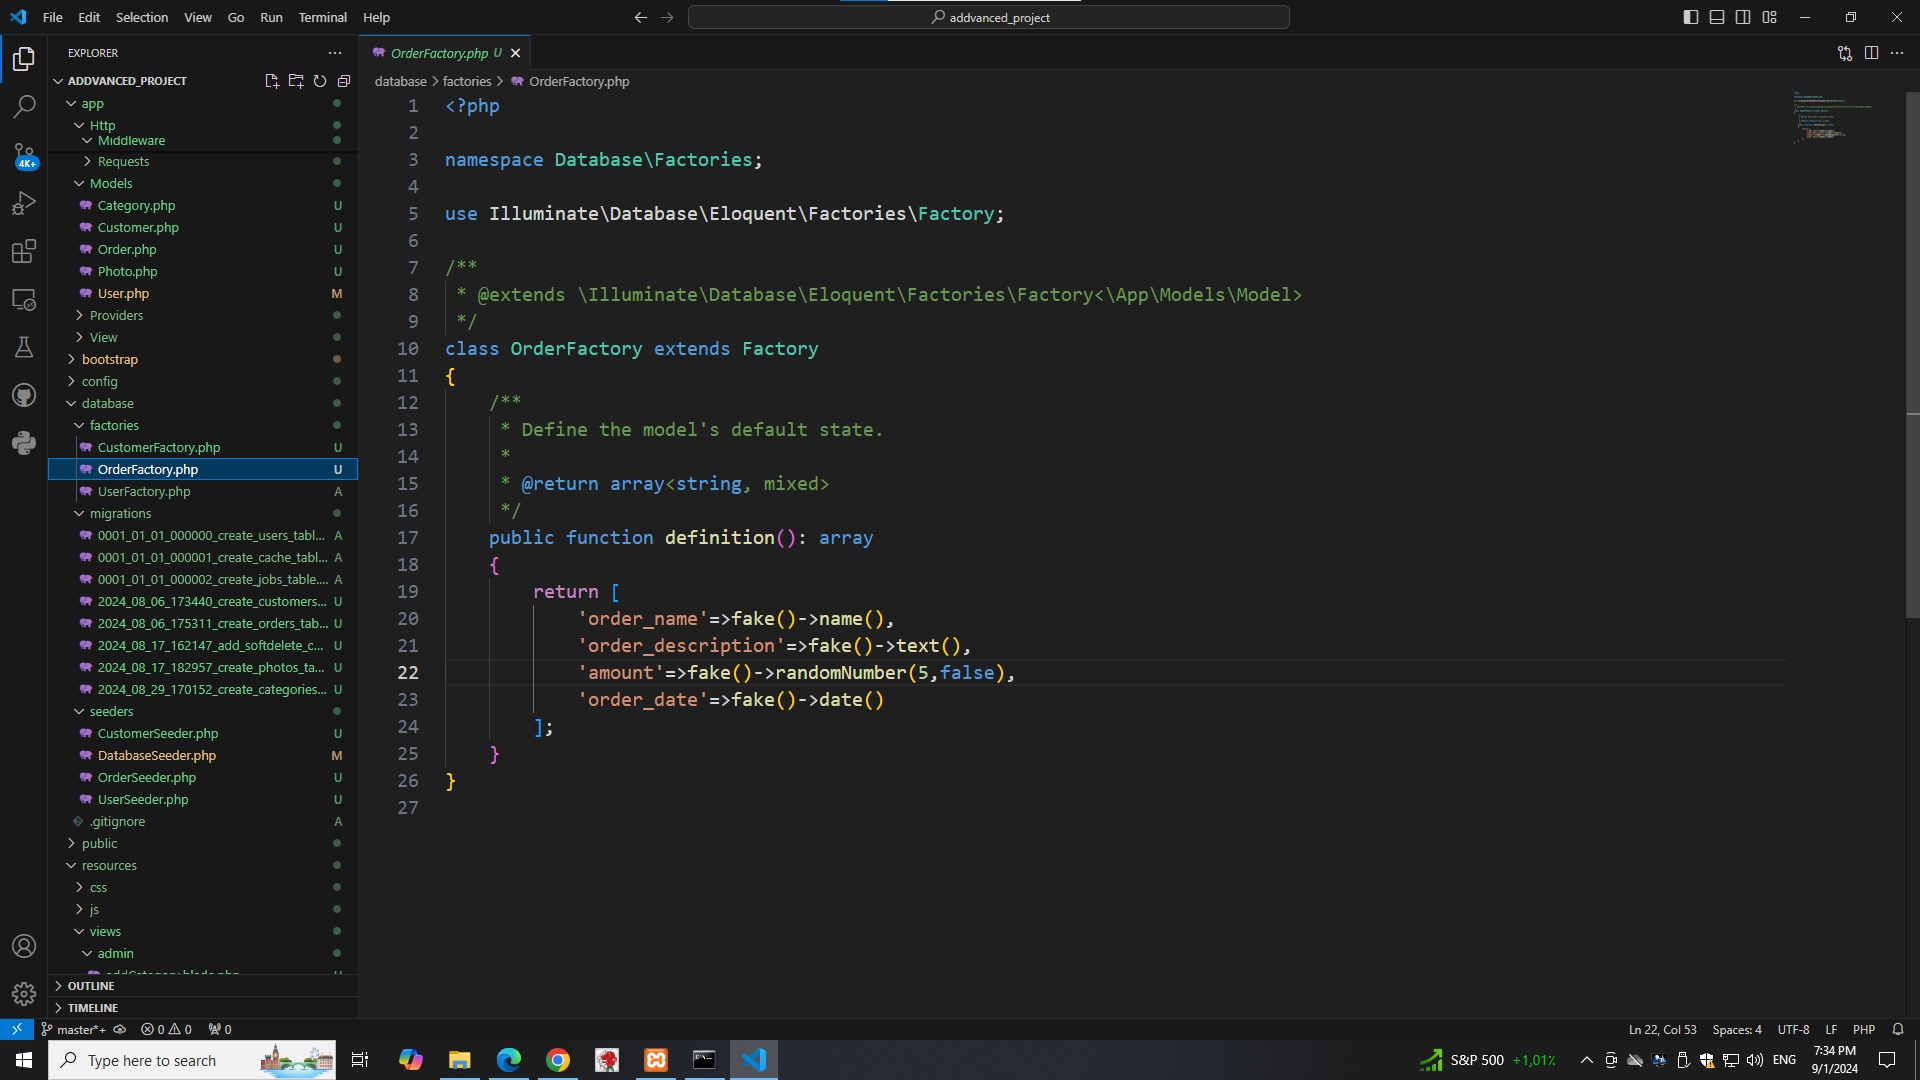 File Edit Selection View Go Run Terminal Help
addvanced_project
EXPLORER
ADDVANCED_PROJECT
app
Http
Middleware
Requests
Models
Category.php U
Customer.php U
Order.php U
Photo.php U
User.php M
Providers
View
bootstrap
config
database
factories
CustomerFactory.php U
OrderFactory.php U
UserFactory.php A
migrations
0001_01_01_000000_create_users_tabl... A
0001_01_01_000001_create_cache_tabl... A
0001_01_01_000002_create_jobs_table.... A
2024_08_06_173440_create_customers... U
2024_08_06_175311_create_orders_tab... U
2024_08_17_162147_add_softdelete_c... U
2024_08_17_182957_create_photos_ta... U
2024_08_29_170152_create_categories... U
seeders
CustomerSeeder.php U
DatabaseSeeder.php M
OrderSeeder.php U
UserSeeder.php U
.gitignore A
public
resources
css
js
views
admin
addCategory.blade.php U
OUTLINE
TIMELINE
4K+
OrderFactory.php U
database > factories > OrderFactory.php
1 <?php
2
3 namespace Database\Factories;
4
5 use Illuminate\Database\Eloquent\Factories\Factory;
6
7 /**
8 * @extends \Illuminate\Database\Eloquent\Factories\Factory<\App\Models\Model>
9 */
10 class OrderFactory extends Factory
11 {
12 /**
13 * Define the model's default state.
14 *
15 * @return array<string, mixed>
16 */
17 public function definition(): array
18 {
19 return [
20 'order_name'=>fake()->name(),
21 'order_description'=>fake()->text(),
22 'amount'=>fake()->randomNumber(5,false),
23 'order_date'=>fake()->date()
24 ];
25 }
26 }
27
master*+ 0 0 0
Ln 22, Col 53 Spaces: 4 UTF-8 LF PHP
Type here to search
S&P 500 +1,01%
ENG
7:34 PM
9/1/2024